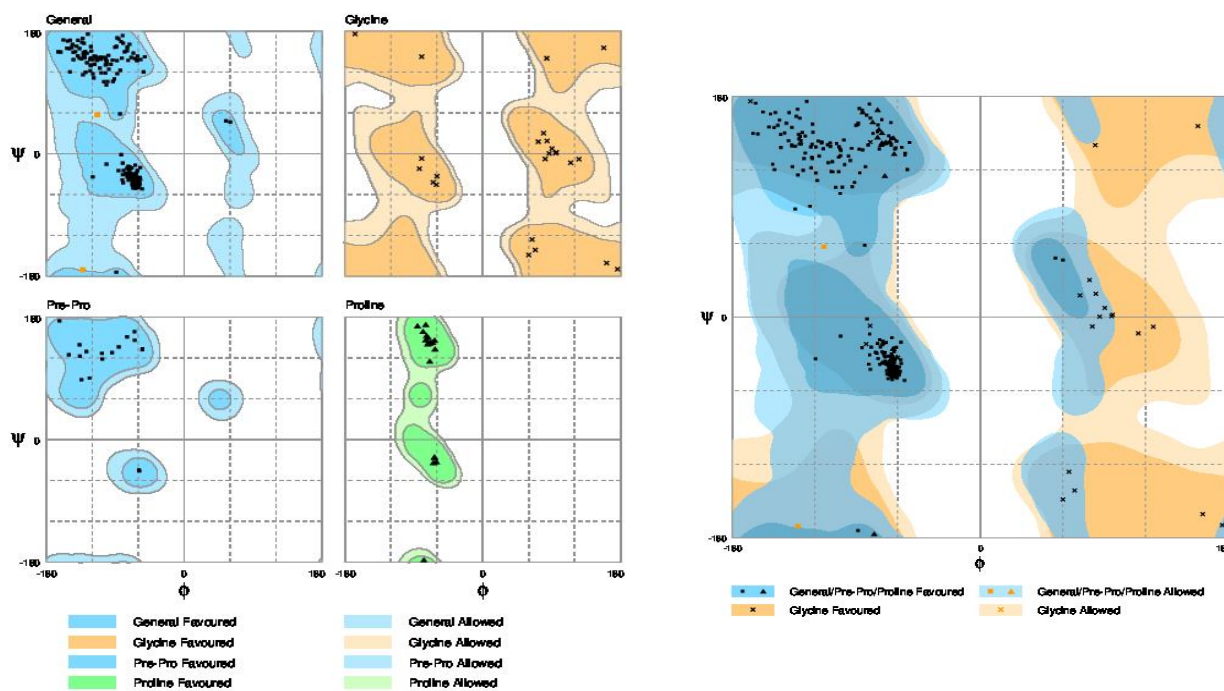 General
Glycine
180
Ψ
0
-180
Pre-Pro
Proline
180
Ψ
0
-180
-180 0 180 -180 0 180
Φ Φ
General Favoured General Allowed
Glycine Favoured Glycine Allowed
Pre-Pro Favoured Pre-Pro Allowed
Proline Favoured Proline Allowed
180
Ψ 0
-180
-180 0 180
Φ
General/Pre-Pro/Proline Favoured General/Pre-Pro/Proline Allowed
Glycine Favoured Glycine Allowed